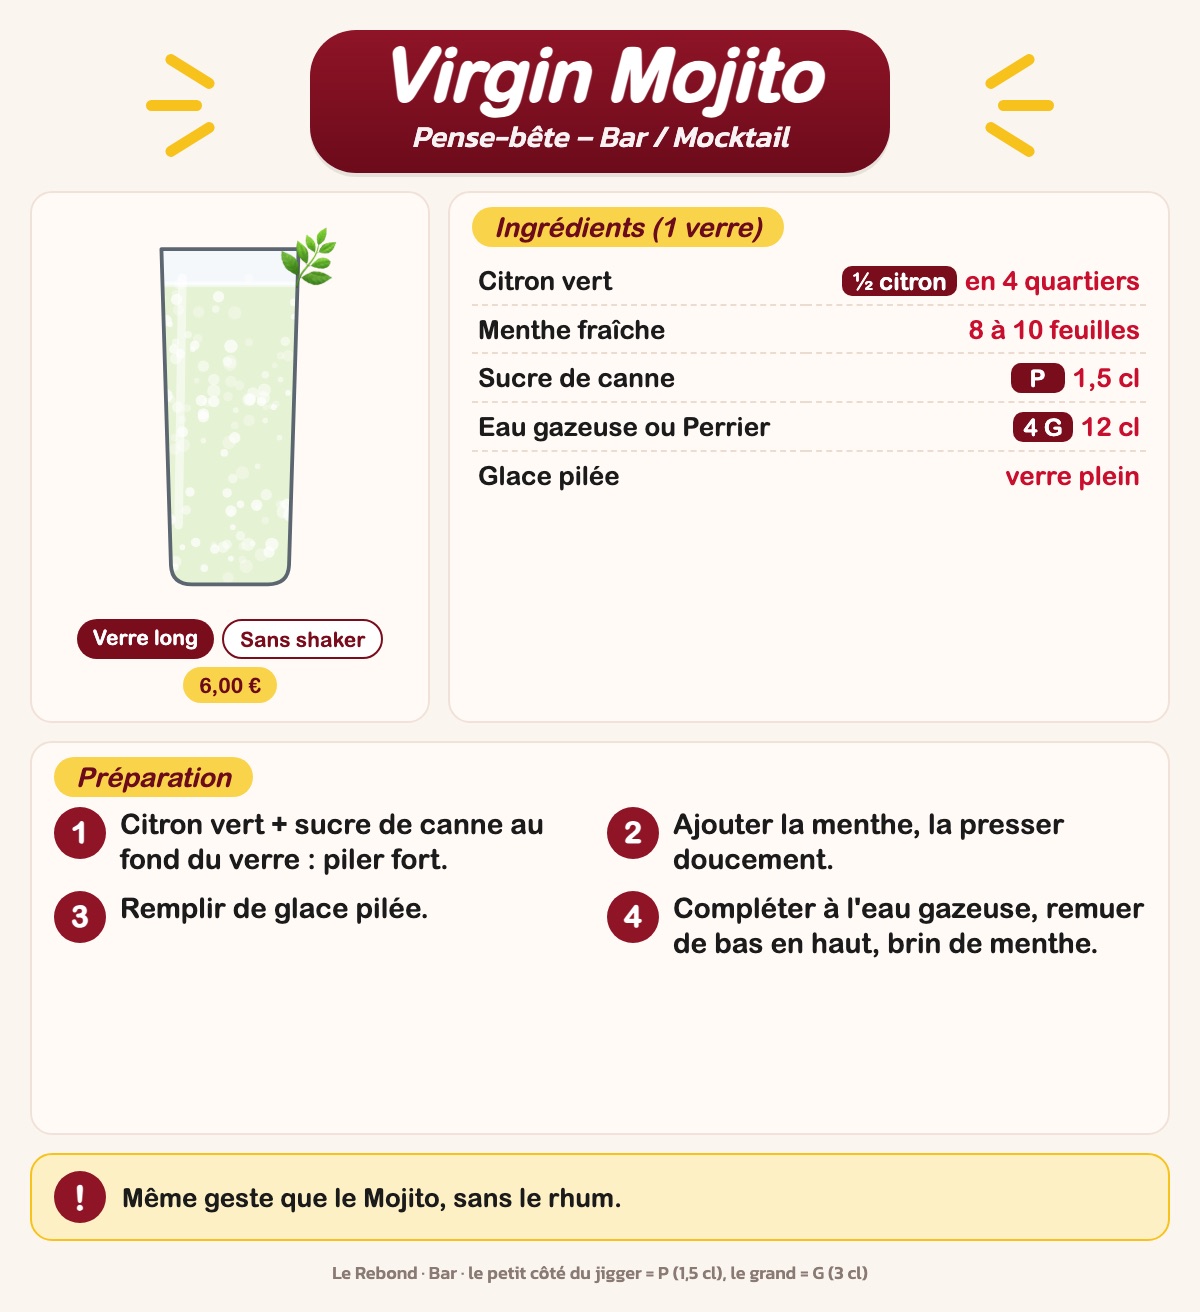 Virgin Mojito
Pense-bête – Bar / Mocktail
Verre long
Sans shaker
6,00 €
Ingrédients (1 verre)
Citron vert ½ citron en 4 quartiers
Menthe fraîche 8 à 10 feuilles
Sucre de canne P 1,5 cl
Eau gazeuse ou Perrier 4 G 12 cl
Glace pilée verre plein
Préparation
1 Citron vert + sucre de canne au
fond du verre : piler fort.
2 Ajouter la menthe, la presser
doucement.
3 Remplir de glace pilée.
4 Compléter à l'eau gazeuse, remuer
de bas en haut, brin de menthe.
! Même geste que le Mojito, sans le rhum.
Le Rebond · Bar · le petit côté du jigger = P (1,5 cl), le grand = G (3 cl)